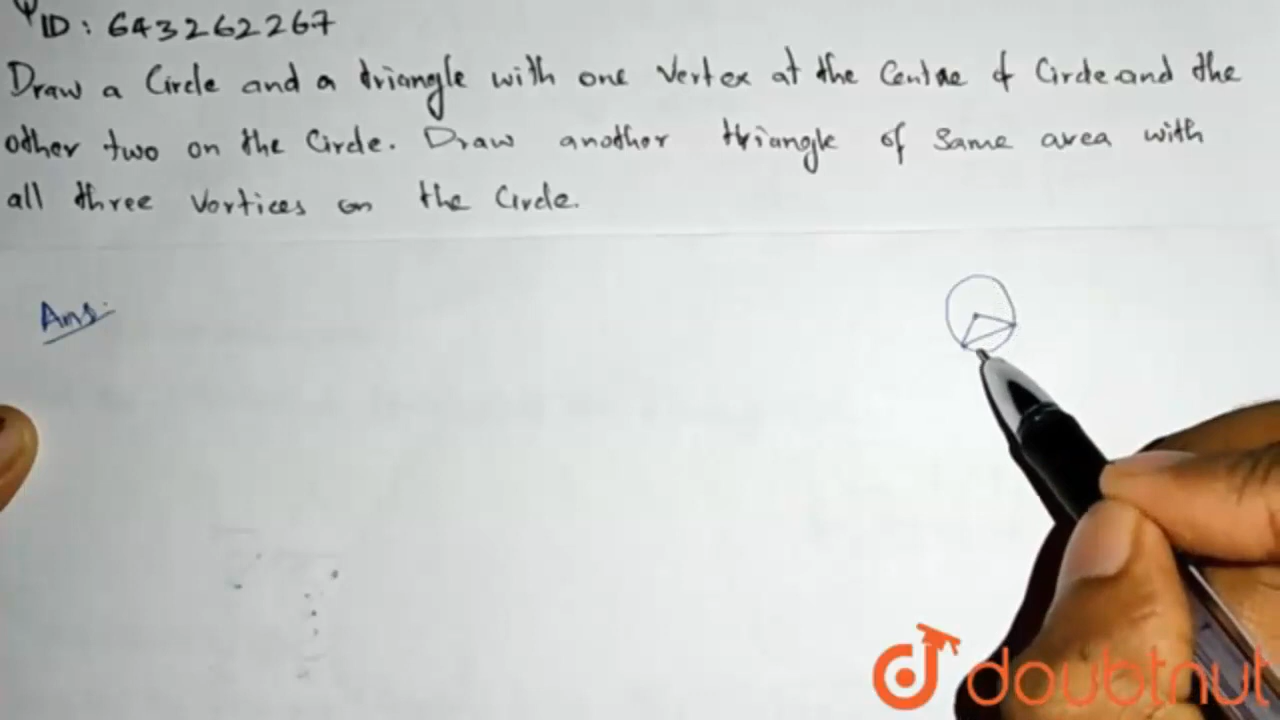 ID : 643262267
Draw a Circle and a triangle with one Vertex at the Centre of Circle and the
other two on the Circle. Draw another triangle of Same area with
all three Vortices on the Circle.
Ans.
doubtnut